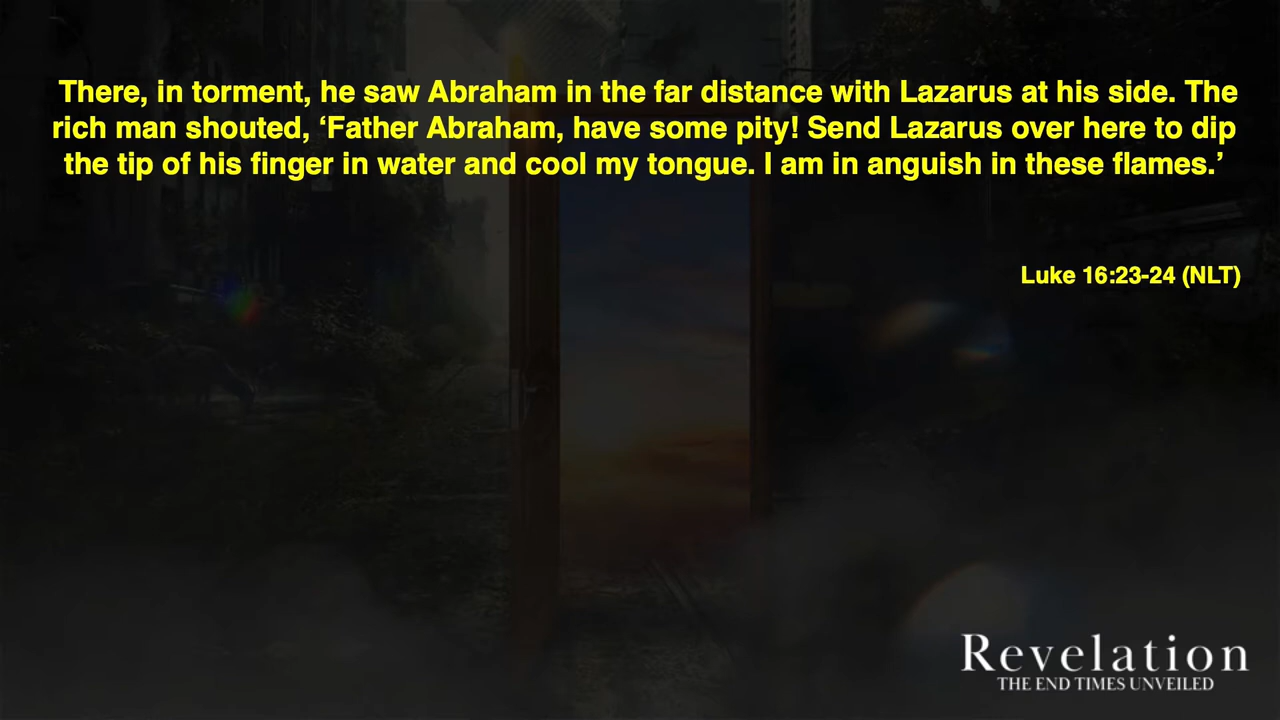 There, in torment, he saw Abraham in the far distance with Lazarus at his side. The
rich man shouted, ‘Father Abraham, have some pity! Send Lazarus over here to dip
the tip of his finger in water and cool my tongue. I am in anguish in these flames.’
Luke 16:23-24 (NLT)
Revelation
THE END TIMES UNVEILED